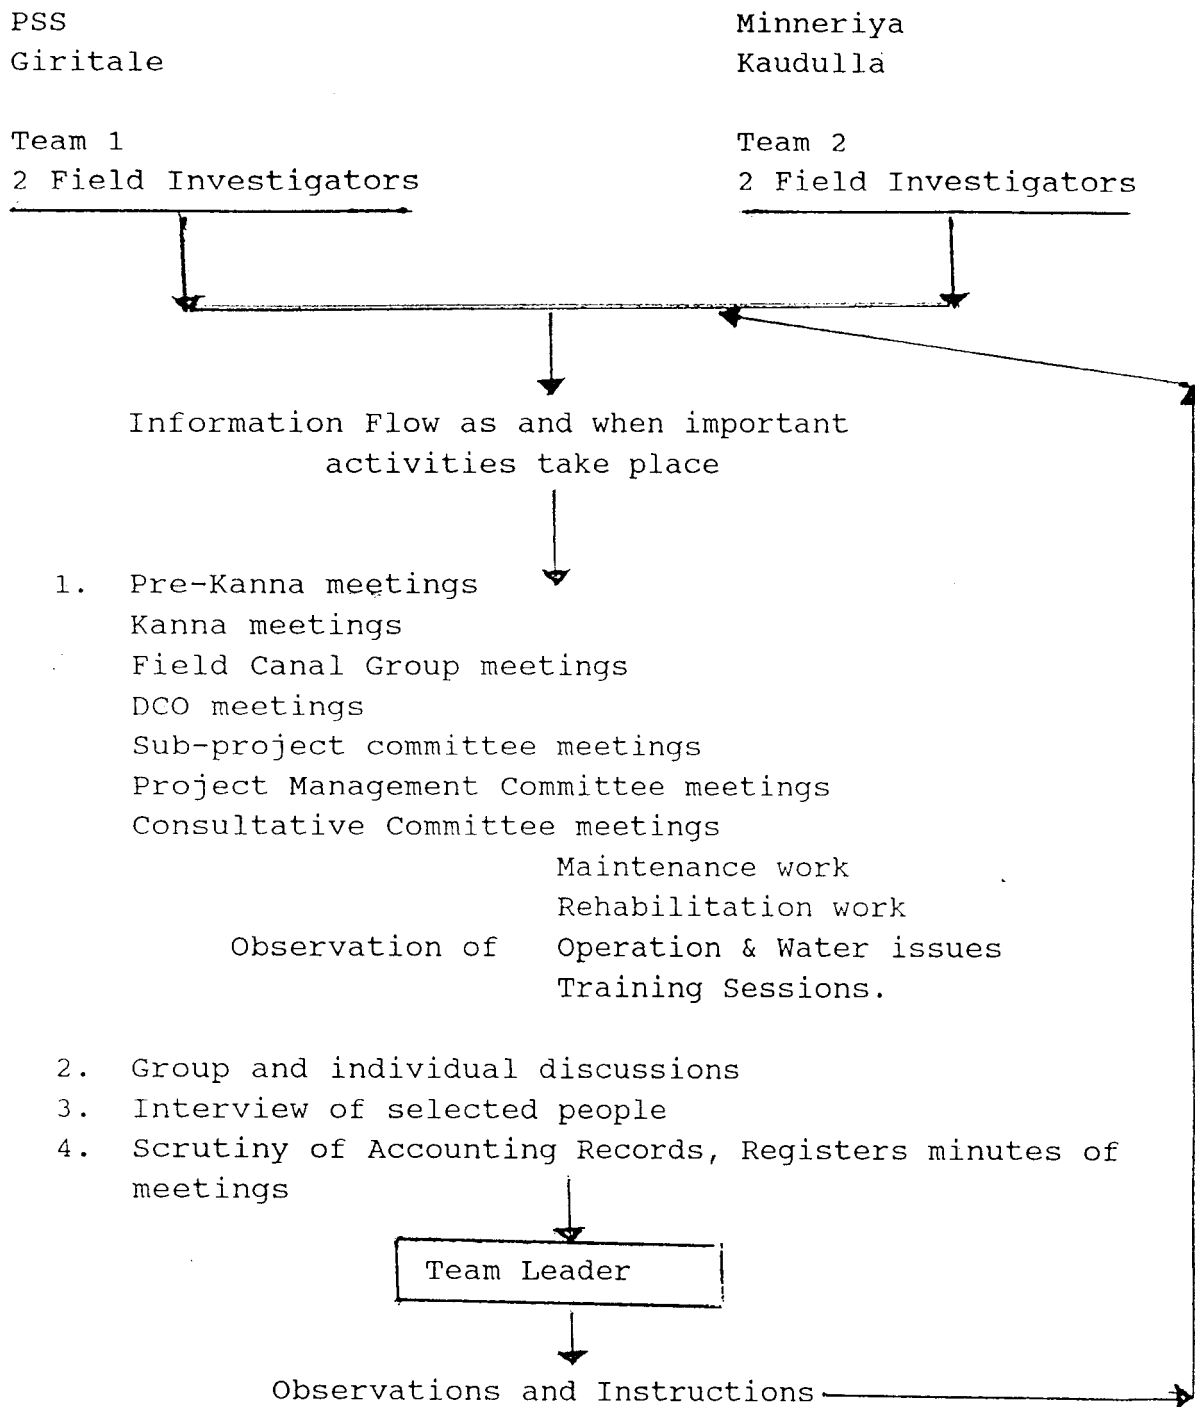 PSS
Giritale
Minneriya
Kaudulla
Team 1
2 Field Investigators
Team 2
2 Field Investigators
Information Flow as and when important
activities take place
1. Pre-Kanna meetings
Kanna meetings
Field Canal Group meetings
DCO meetings
Sub-project committee meetings
Project Management Committee meetings
Consultative Committee meetings
Maintenance work
Rehabilitation work
Observation of Operation & Water issues
Training Sessions.
2. Group and individual discussions
3. Interview of selected people
4. Scrutiny of Accounting Records, Registers minutes of
meetings
Team Leader
Observations and Instructions